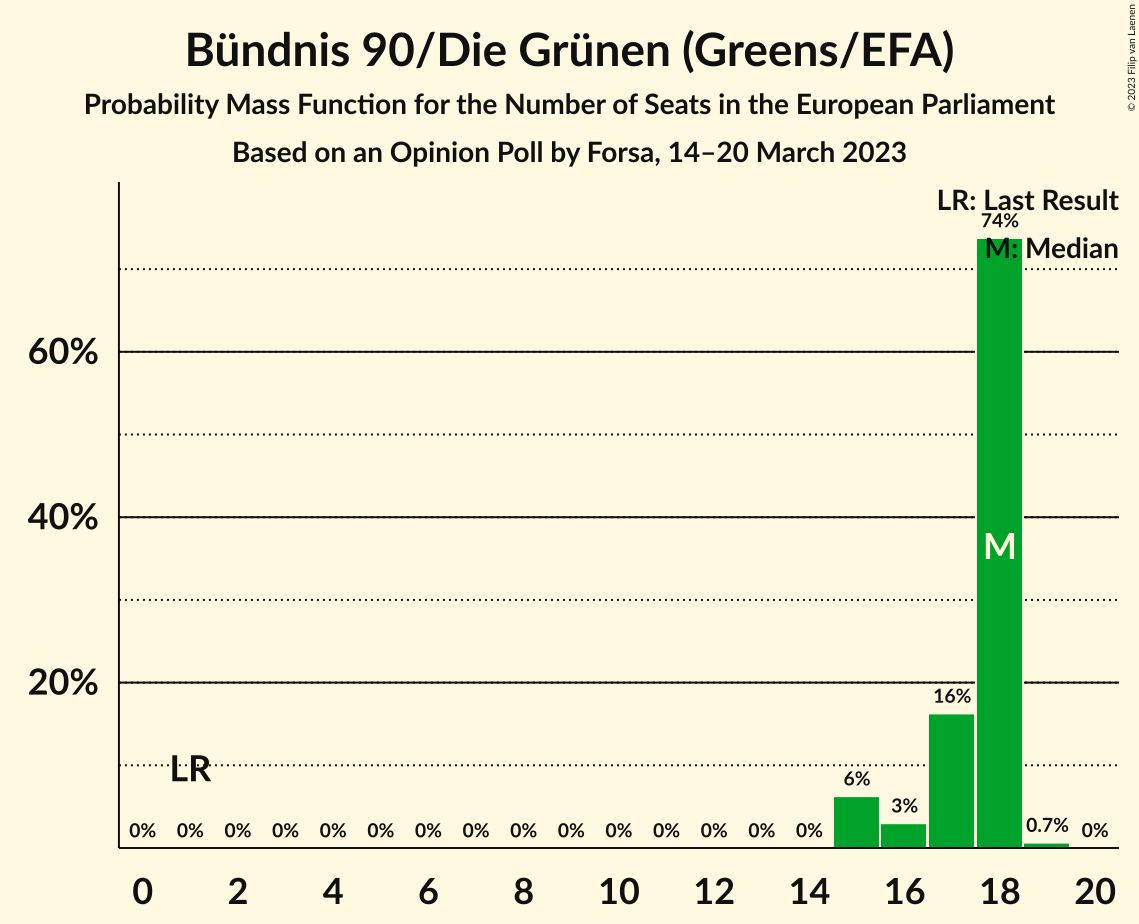 Bündnis 90/Die Grünen (Greens/EFA)
Probability Mass Function for the Number of Seats in the European Parliament
Based on an Opinion Poll by Forsa, 14–20 March 2023
© 2023 Filip van Laenen
LR: Last Result
74%
M: Median
60%
40%
M
20%
16%
LR
6%
3%
0% 0% 0% 0% 0% 0% 0% 0% 0% 0% 0% 0% 0% 0% 0% 0.7% 0%
0 2 4 6 8 10 12 14 16 18 20